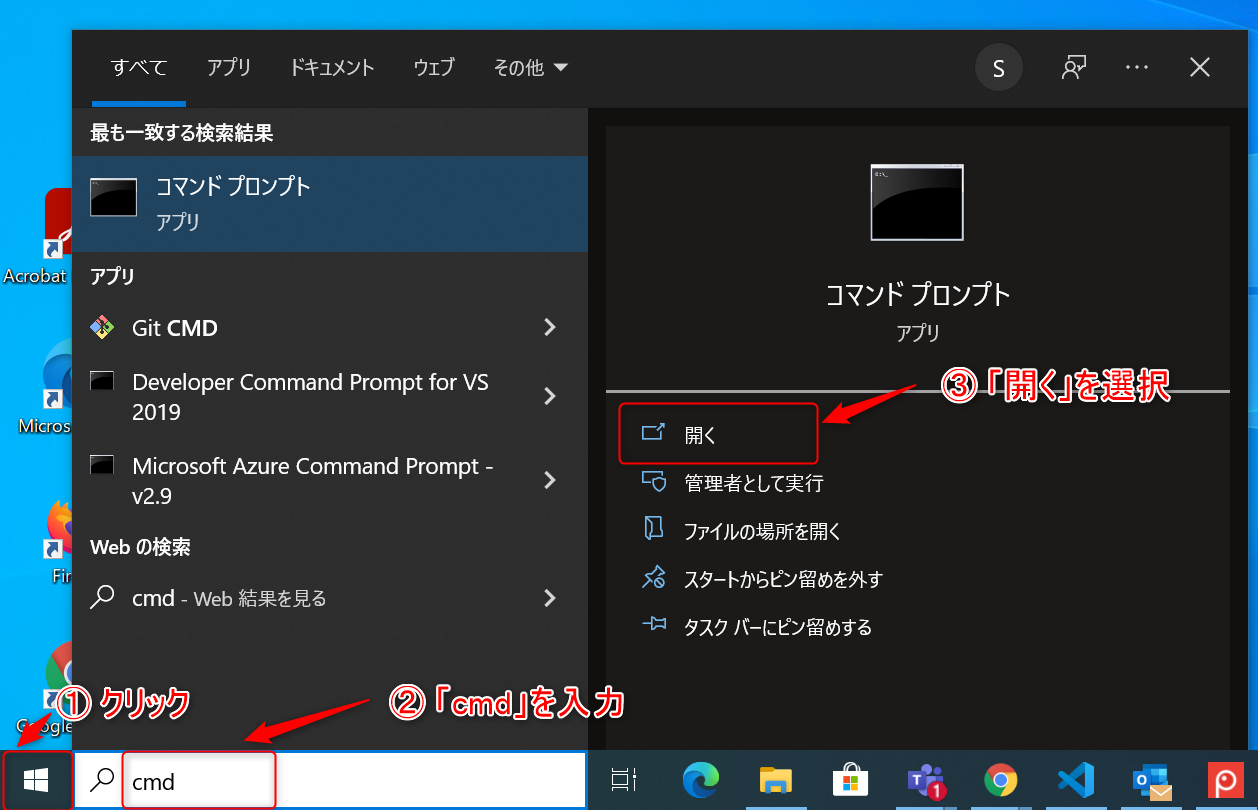 すべて アプリ ドキュメント ウェブ その他 S
最も一致する検索結果
コマンド プロンプト
アプリ
アプリ
Git CMD
Developer Command Prompt for VS
2019
Microsoft Azure Command Prompt -
v2.9
Web の検索
cmd - Web 結果を見る
コマンド プロンプト
アプリ
③「開く」を選択
開く
管理者として実行
ファイルの場所を開く
スタートからピン留めを外す
タスク バーにピン留めする
Acrobat
Micros
Fir
Google
① クリック
②「cmd」を入力
cmd
1